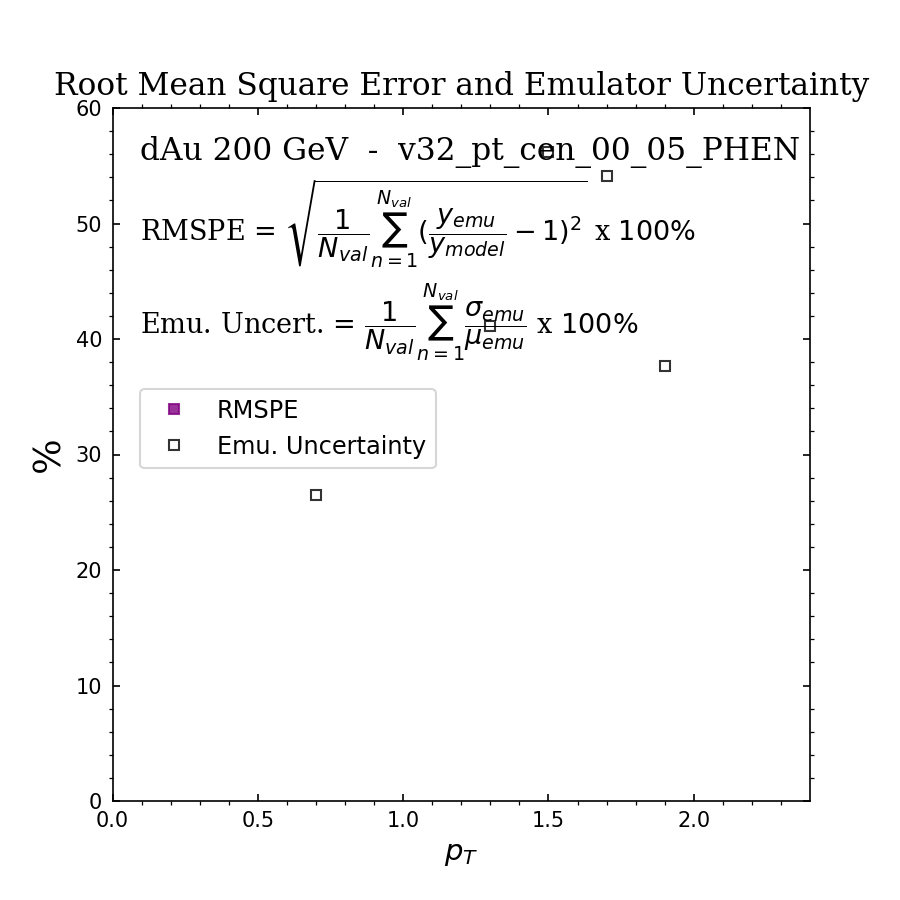 Root Mean Square Error and Emulator Uncertainty
dAu 200 GeV - v32_pt_cen_00_05_PHEN
RMSPE = √(1/N_val ∑_{n=1}^{N_val} (y_emu/y_model − 1)²) x 100%
Emu. Uncert. = 1/N_val ∑_{n=1}^{N_val} σ_emu/μ_emu x 100%
RMSPE
Emu. Uncertainty
%
60
50
40
30
20
10
0
0.0 0.5 1.0 1.5 2.0
p_T